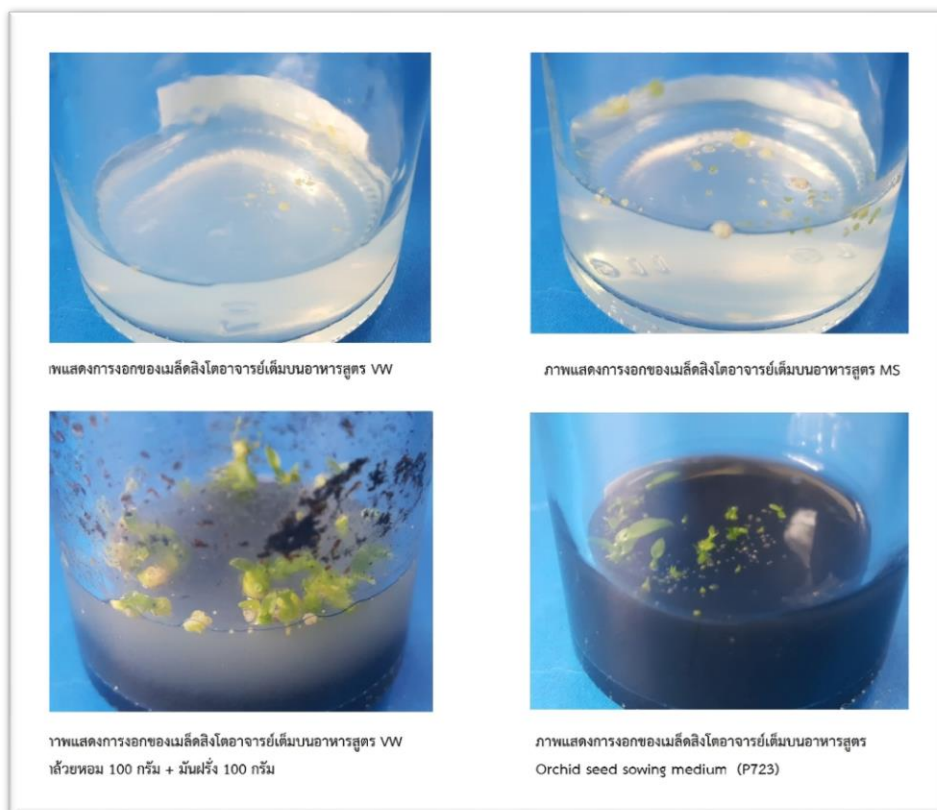 าพแสดงการงอกของเมล็ดสิงโตอาจารย์เต็มบนอาหารสูตร VW
ภาพแสดงการงอกของเมล็ดสิงโตอาจารย์เต็มบนอาหารสูตร MS
าพแสดงการงอกของเมล็ดสิงโตอาจารย์เต็มบนอาหารสูตร VW
ล้วยหอม 100 กรัม + มันฝรั่ง 100 กรัม
ภาพแสดงการงอกของเมล็ดสิงโตอาจารย์เต็มบนอาหารสูตร
Orchid seed sowing medium (P723)